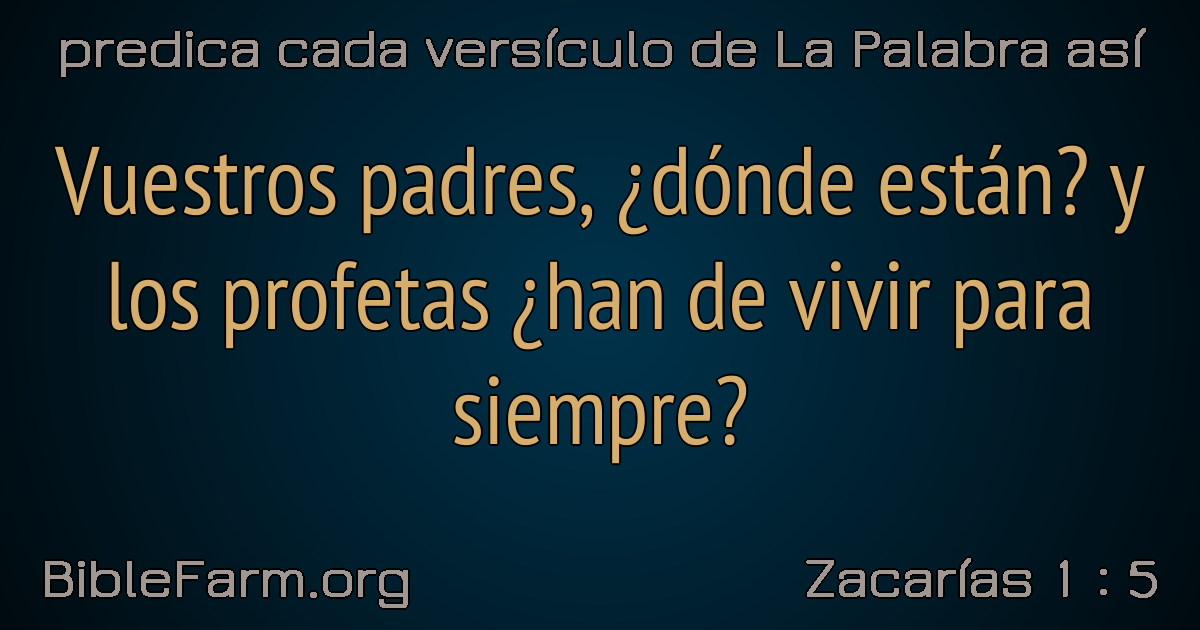 predica cada versículo de La Palabra así
Vuestros padres, ¿dónde están? y
los profetas ¿han de vivir para
siempre?
BibleFarm.org
Zacarías 1 : 5